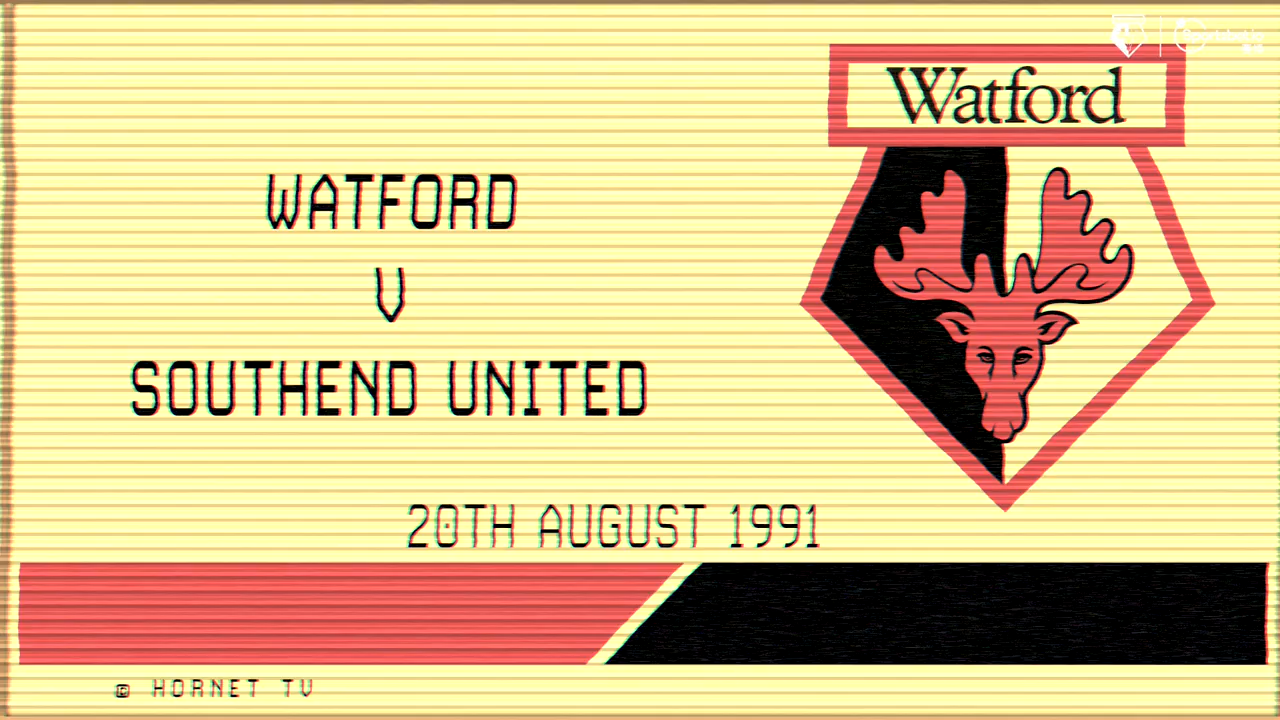 Watford
WATFORD
V
SOUTHEND UNITED
20TH AUGUST 1991
© HORNET TV